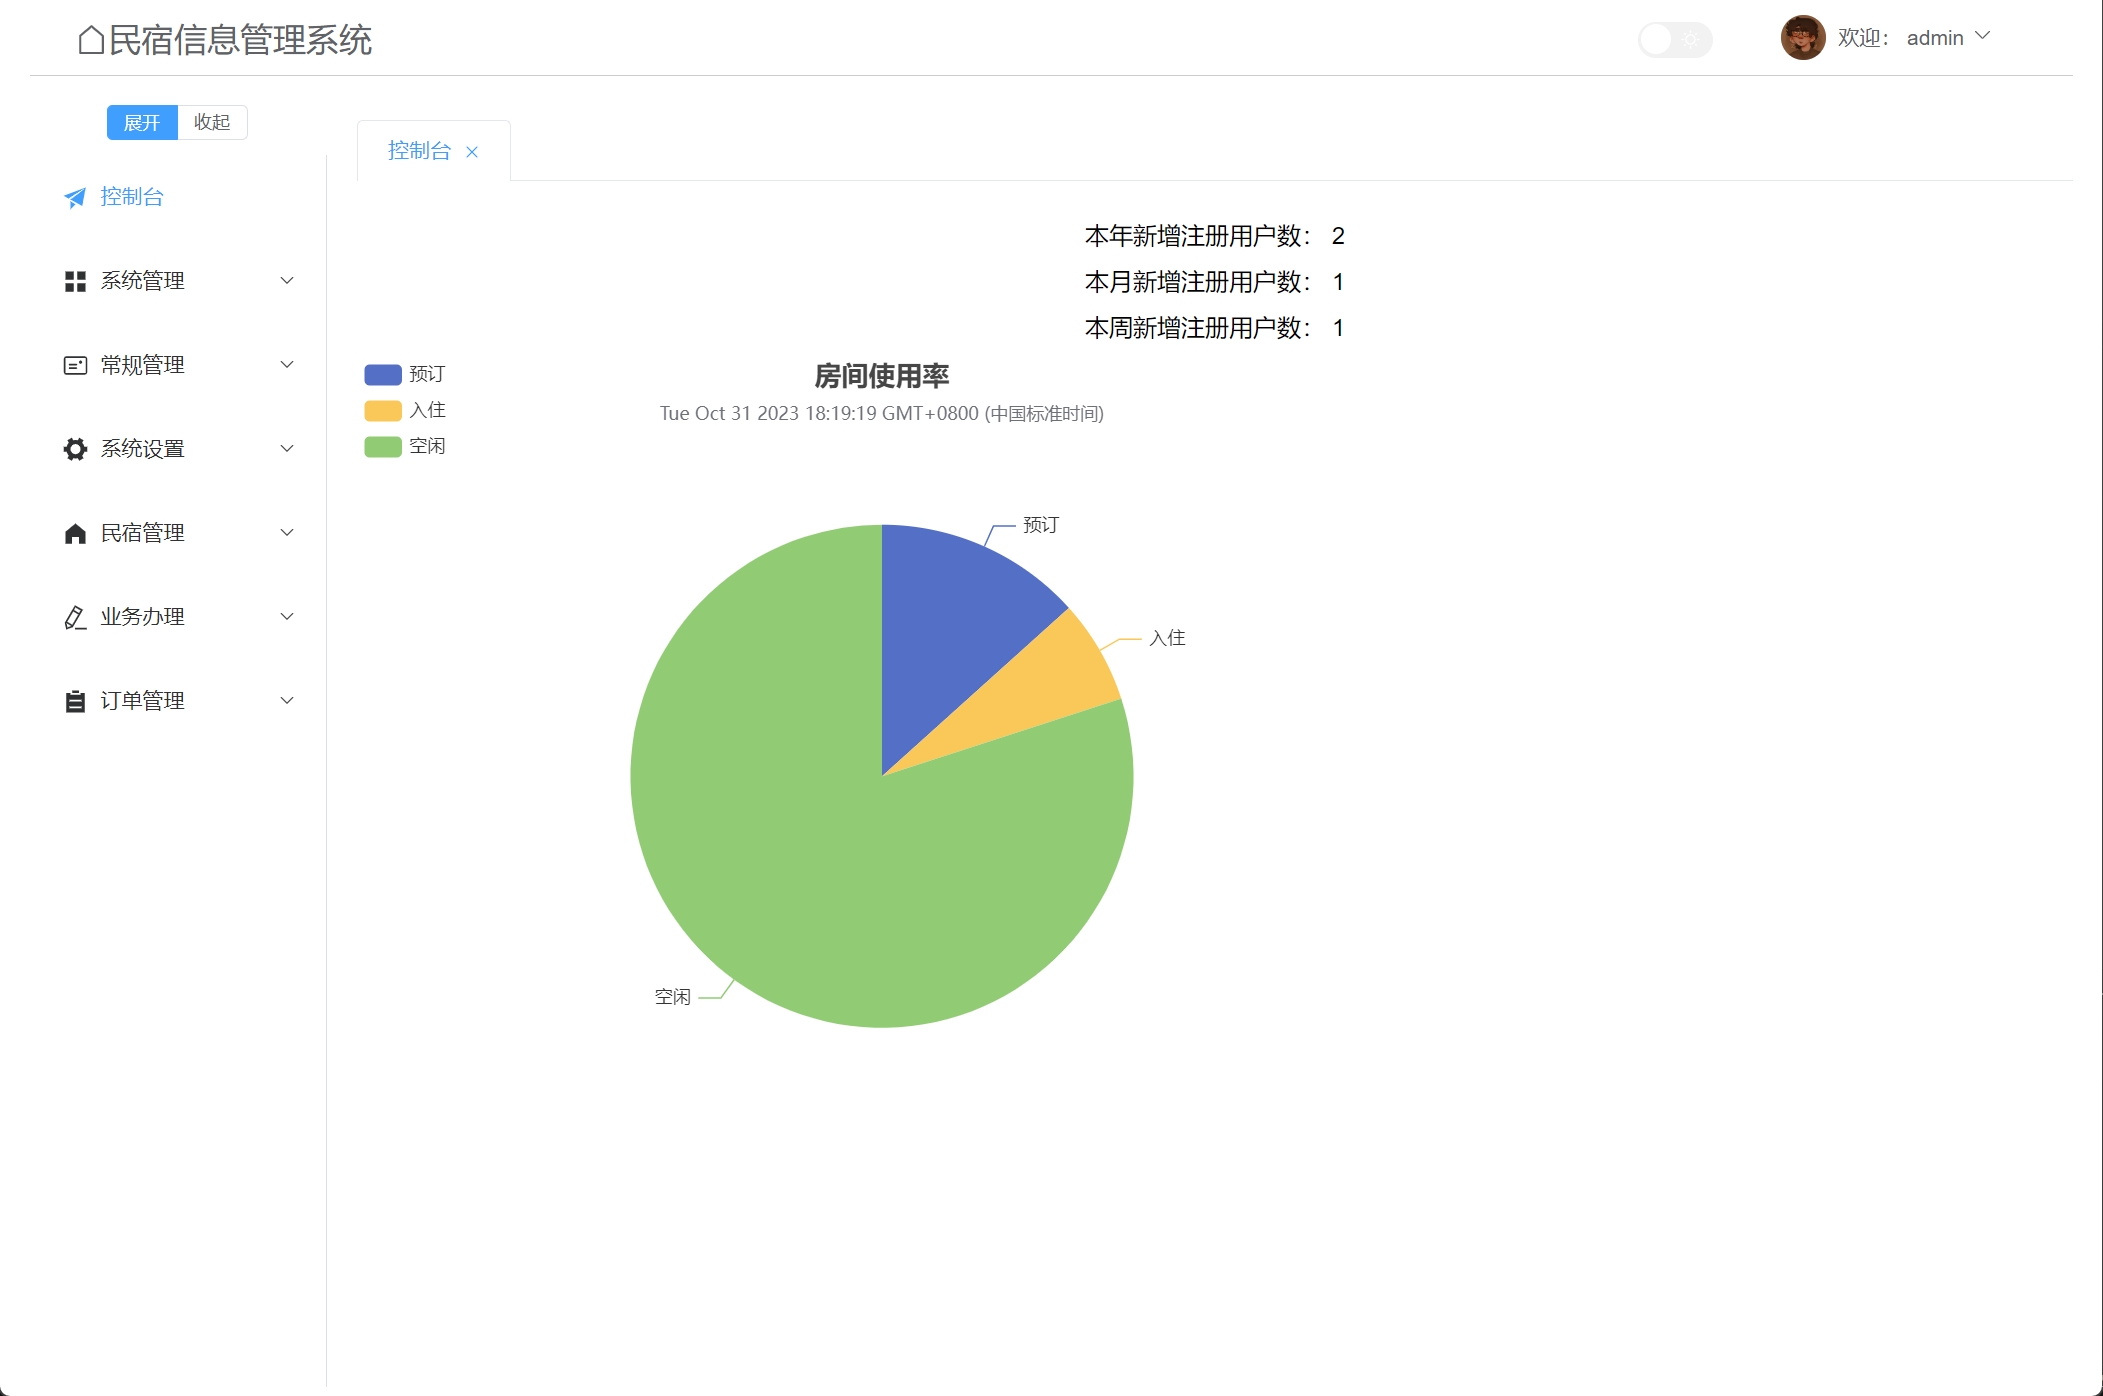 民宿信息管理系统
欢迎： admin
展开 收起
控制台
控制台
系统管理
常规管理
系统设置
民宿管理
业务办理
订单管理
本年新增注册用户数： 2
本月新增注册用户数： 1
本周新增注册用户数： 1
预订
入住
空闲
房间使用率
Tue Oct 31 2023 18:19:19 GMT+0800 (中国标准时间)
预订
入住
空闲